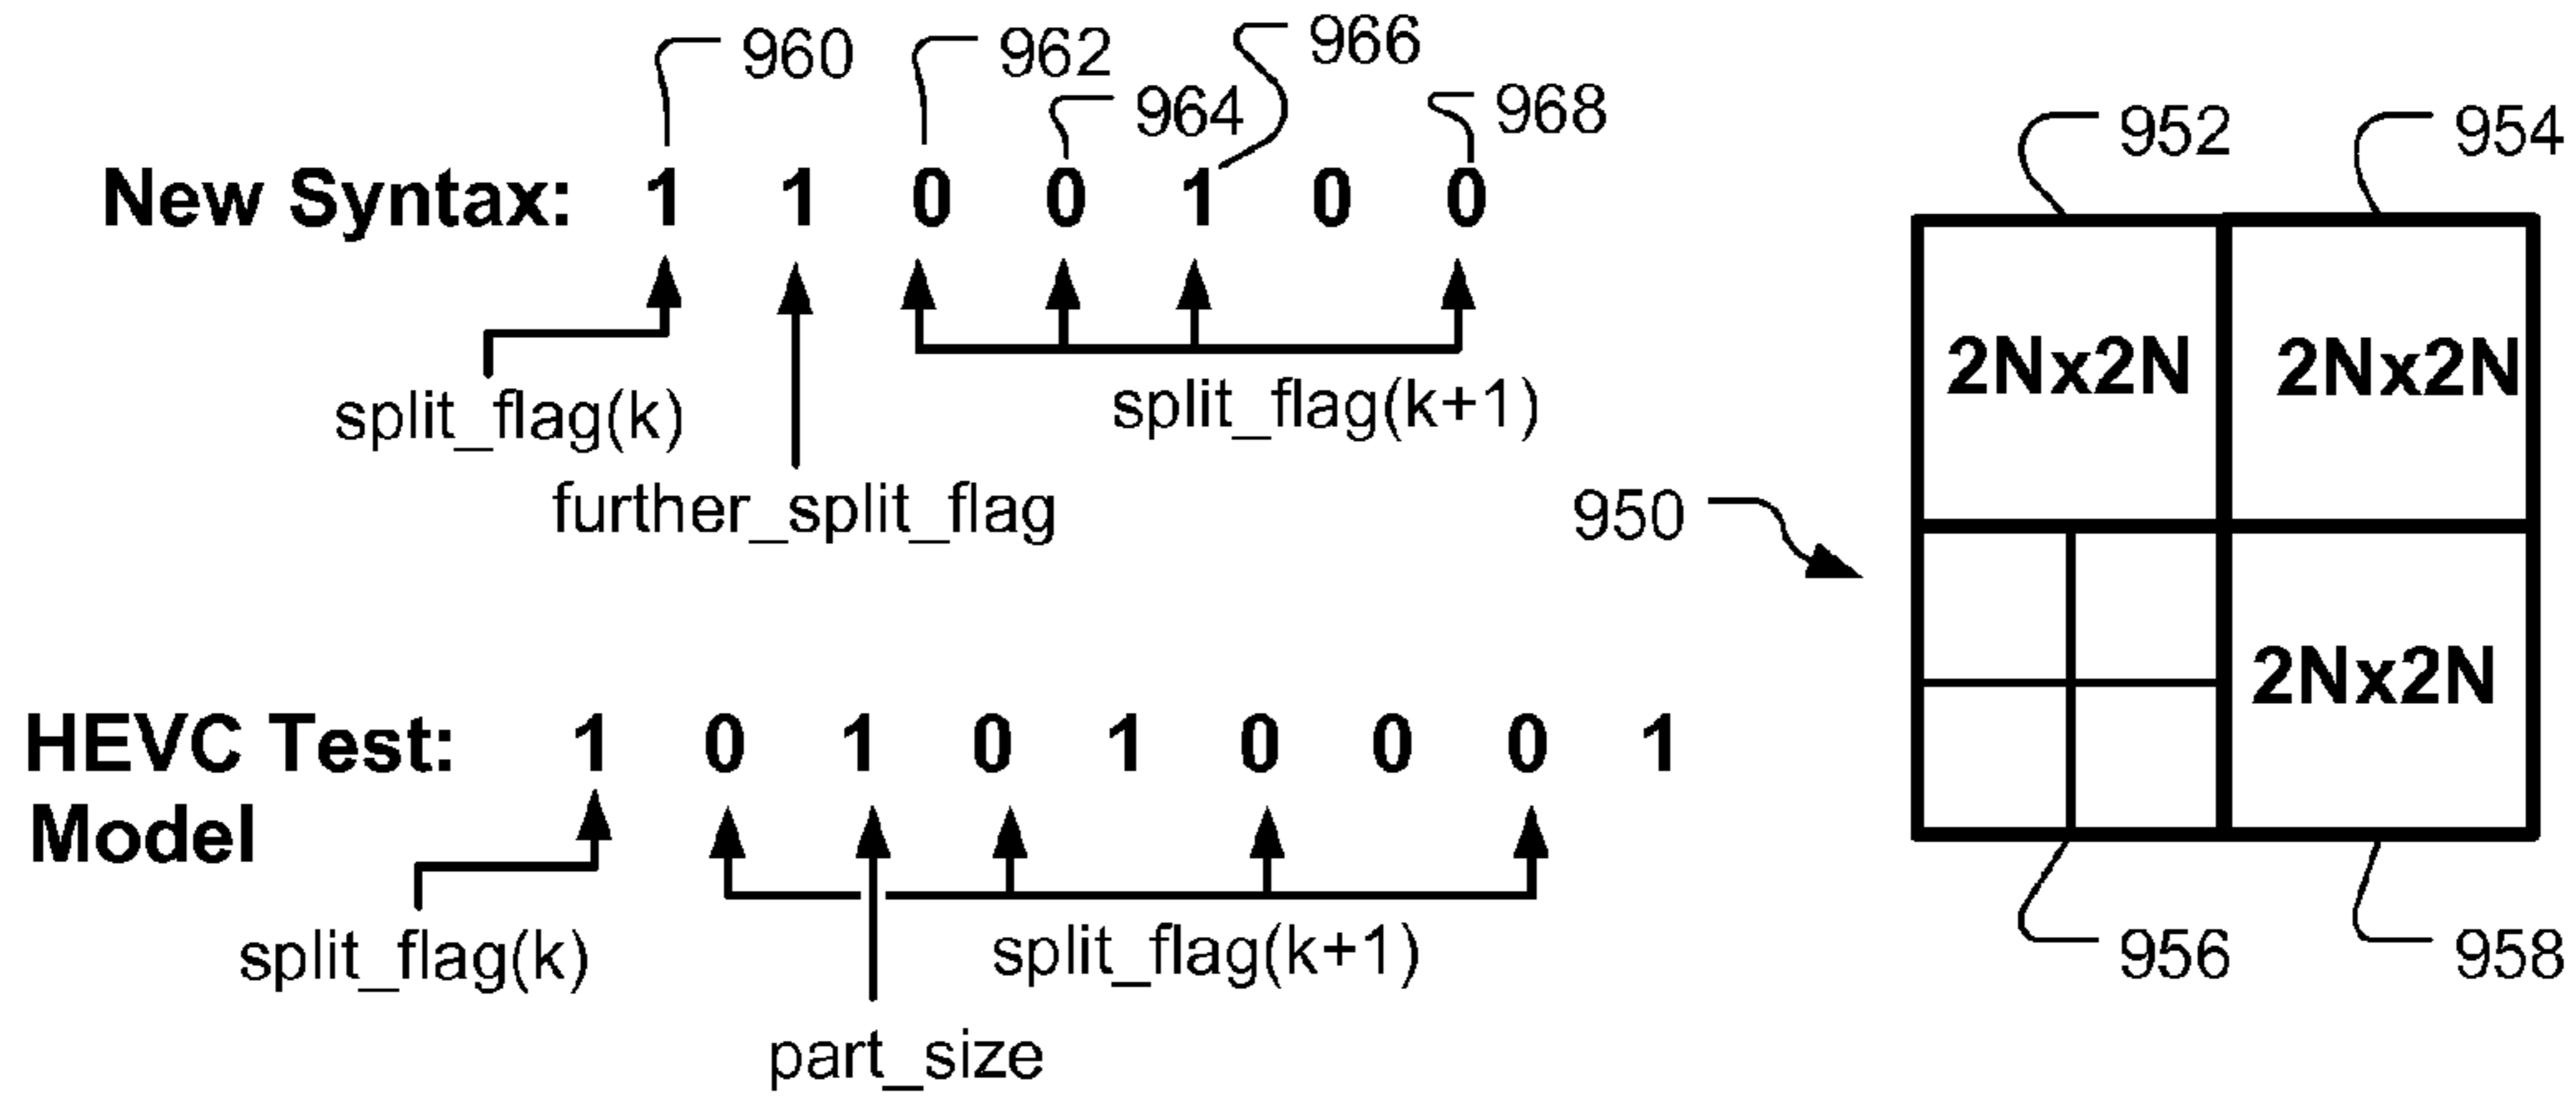 960 962 966
964 968
952 954
New Syntax: 1 1 0 0 1 0 0
2Nx2N 2Nx2N
split_flag(k) split_flag(k+1)
further_split_flag
950
2Nx2N
HEVC Test: 1 0 1 0 1 0 0 0 1
Model
split_flag(k) split_flag(k+1)
956 958
part_size